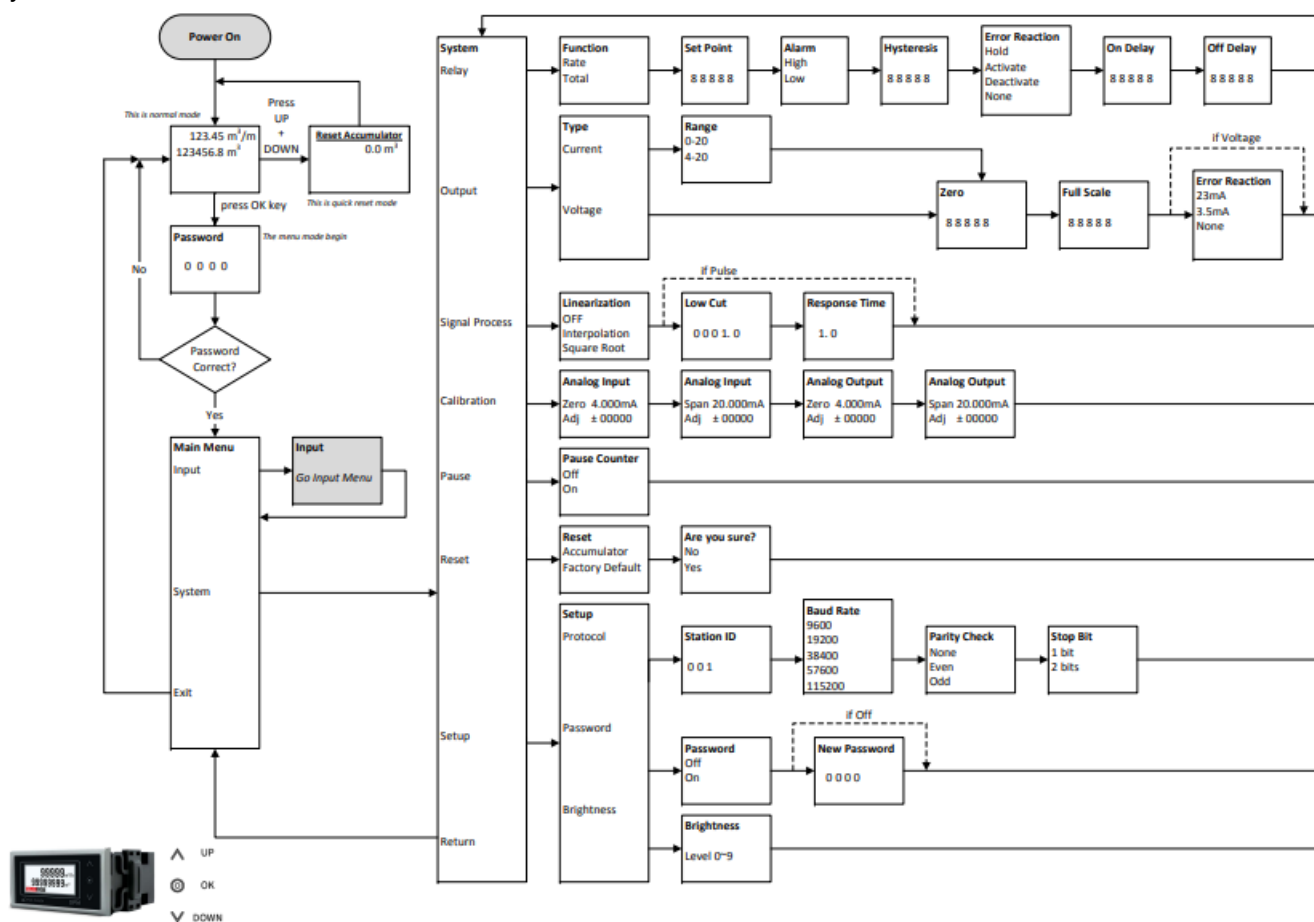 Power On
This is normal mode
123.45 m³/m
123456.8 m³
Press
UP
+
DOWN
Reset Accumulator
0.0 m³
This is quick reset mode
press OK key
Password
0 0 0 0
The menu mode begin
No
Password
Correct?
Yes
Main Menu
Input
System
Exit
Input
Go Input Menu
System
Relay
Output
Signal Process
Calibration
Pause
Reset
Setup
Return
Function
Rate
Total
Set Point
8 8 8 8 8
Alarm
High
Low
Hysteresis
8 8 8 8 8
Error Reaction
Hold
Activate
Deactivate
None
On Delay
8 8 8 8 8
Off Delay
8 8 8 8 8
Type
Current
Voltage
Range
0-20
4-20
Zero
8 8 8 8 8
Full Scale
8 8 8 8 8
if Voltage
Error Reaction
23mA
3.5mA
None
Linearization
OFF
Interpolation
Square Root
if Pulse
Low Cut
0 0 0 1. 0
Response Time
1. 0
Analog Input
Zero 4.000mA
Adj ± 00000
Analog Input
Span 20.000mA
Adj ± 00000
Analog Output
Zero 4.000mA
Adj ± 00000
Analog Output
Span 20.000mA
Adj ± 00000
Pause Counter
Off
On
Reset
Accumulator
Factory Default
Are you sure?
No
Yes
Setup
Protocol
Password
Brightness
Station ID
0 0 1
Baud Rate
9600
19200
38400
57600
115200
Parity Check
None
Even
Odd
Stop Bit
1 bit
2 bits
Password
Off
On
if Off
New Password
0 0 0 0
Brightness
Level 0~9
99999
99999999
UP
OK
DOWN